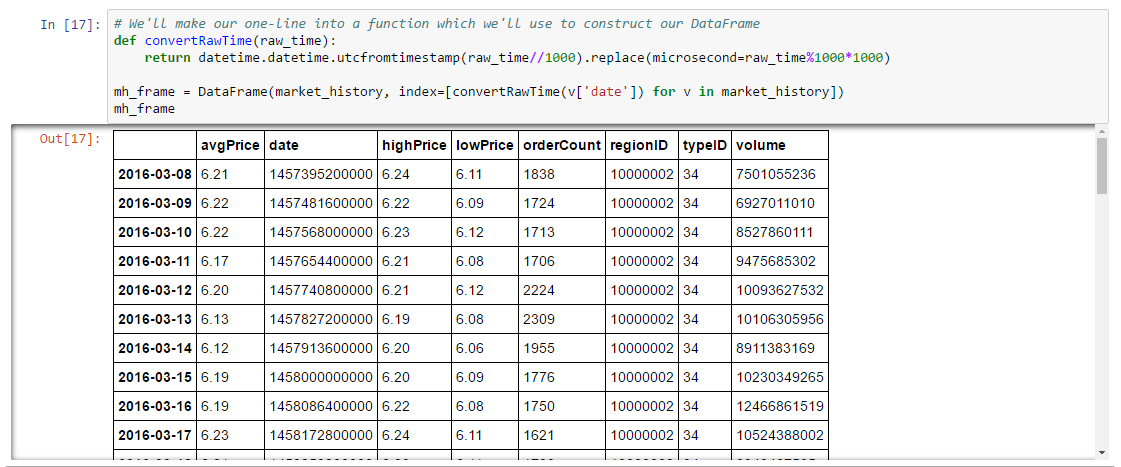 In [17]: # We'll make our one-line into a function which we'll use to construct our DataFrame
def convertRawTime(raw_time):
    return datetime.datetime.utcfromtimestamp(raw_time//1000).replace(microsecond=raw_time%1000*1000)
mh_frame = DataFrame(market_history, index=[convertRawTime(v['date']) for v in market_history])
mh_frame
Out[17]:
avgPrice date highPrice lowPrice orderCount regionID typeID volume
2016-03-08 6.21 1457395200000 6.24 6.11 1838 10000002 34 7501055236
2016-03-09 6.22 1457481600000 6.22 6.09 1724 10000002 34 6927011010
2016-03-10 6.22 1457568000000 6.23 6.12 1713 10000002 34 8527860111
2016-03-11 6.17 1457654400000 6.21 6.08 1706 10000002 34 9475685302
2016-03-12 6.20 1457740800000 6.21 6.12 2224 10000002 34 10093627532
2016-03-13 6.13 1457827200000 6.19 6.08 2309 10000002 34 10106305956
2016-03-14 6.12 1457913600000 6.20 6.06 1955 10000002 34 8911383169
2016-03-15 6.19 1458000000000 6.20 6.09 1776 10000002 34 10230349265
2016-03-16 6.19 1458086400000 6.22 6.08 1750 10000002 34 12466861519
2016-03-17 6.23 1458172800000 6.24 6.11 1621 10000002 34 10524388002